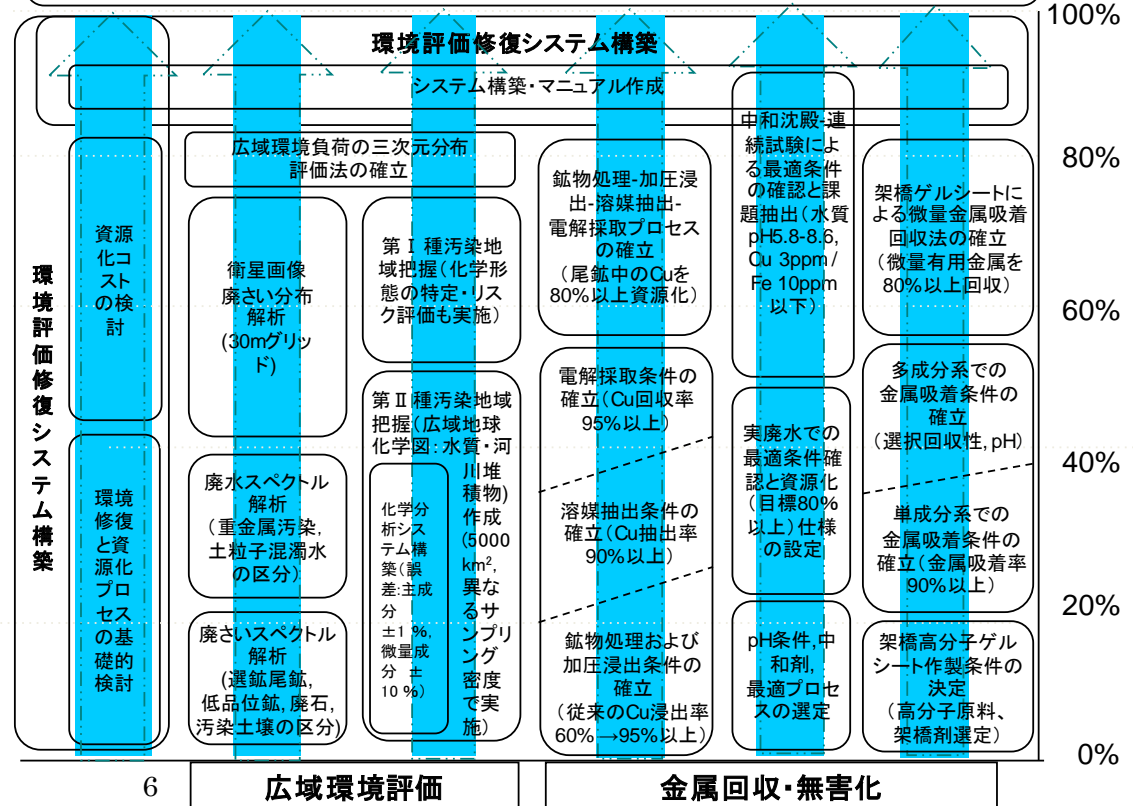 100%
環境評価修復システム構築
システム構築・マニュアル作成
80%
60%
40%
20%
0%
環
境
評
価
修
復
シ
ス
テ
ム
構
築
資源
化コ
スト
の検
討
環境
修復
と資
源化
プロ
セス
の基
礎的
検討
広域環境負荷の三次元分布
評価法の確立
衛星画像
廃さい分布
解析
(30mグリッ
ド)
廃水スペクトル
解析
(重金属汚染,
土粒子混濁水
の区分)
廃さいスペクトル
解析
(選鉱尾鉱,
低品位鉱,廃石,
汚染土壌の区分)
第Ⅰ種汚染地
域把握(化学形
態の特定・リス
ク評価も実施)
第Ⅱ種汚染地域
把握(広域地球
化学図:水質・河
川堆
積物)
作成
(5000
km²,
異な
るサ
ンプリ
ング
密度
で実
施)
化学分
析シス
テム構
築(誤
差:主成
分
±1 %,
微量成
分 ±
10 %)
鉱物処理-加圧浸
出-溶媒抽出-
電解採取プロセス
の確立
(尾鉱中のCuを
80%以上資源化)
電解採取条件の
確立(Cu回収率
95%以上)
溶媒抽出条件の
確立(Cu抽出率
90%以上)
鉱物処理および
加圧浸出条件の
確立
(従来のCu浸出率
60%→95%以上)
中和沈殿-連
続試験によ
る最適条件
の確認と課
題抽出(水質
pH5.8-8.6,
Cu 3ppm/
Fe 10ppm
以下)
実廃水での
最適条件確
認と資源化
(目標80%
以上)仕様
の設定
pH条件,中
和剤,
最適プロセ
スの選定
架橋ゲルシートに
よる微量金属吸着
回収法の確立
(微量有用金属を
80%以上回収)
多成分系での
金属吸着条件の
確立
(選択回収性,pH)
単成分系での
金属吸着条件の
確立(金属吸着率
90%以上)
架橋高分子ゲル
シート作製条件の
決定
(高分子原料、
架橋剤選定)
6
広域環境評価
金属回収・無害化